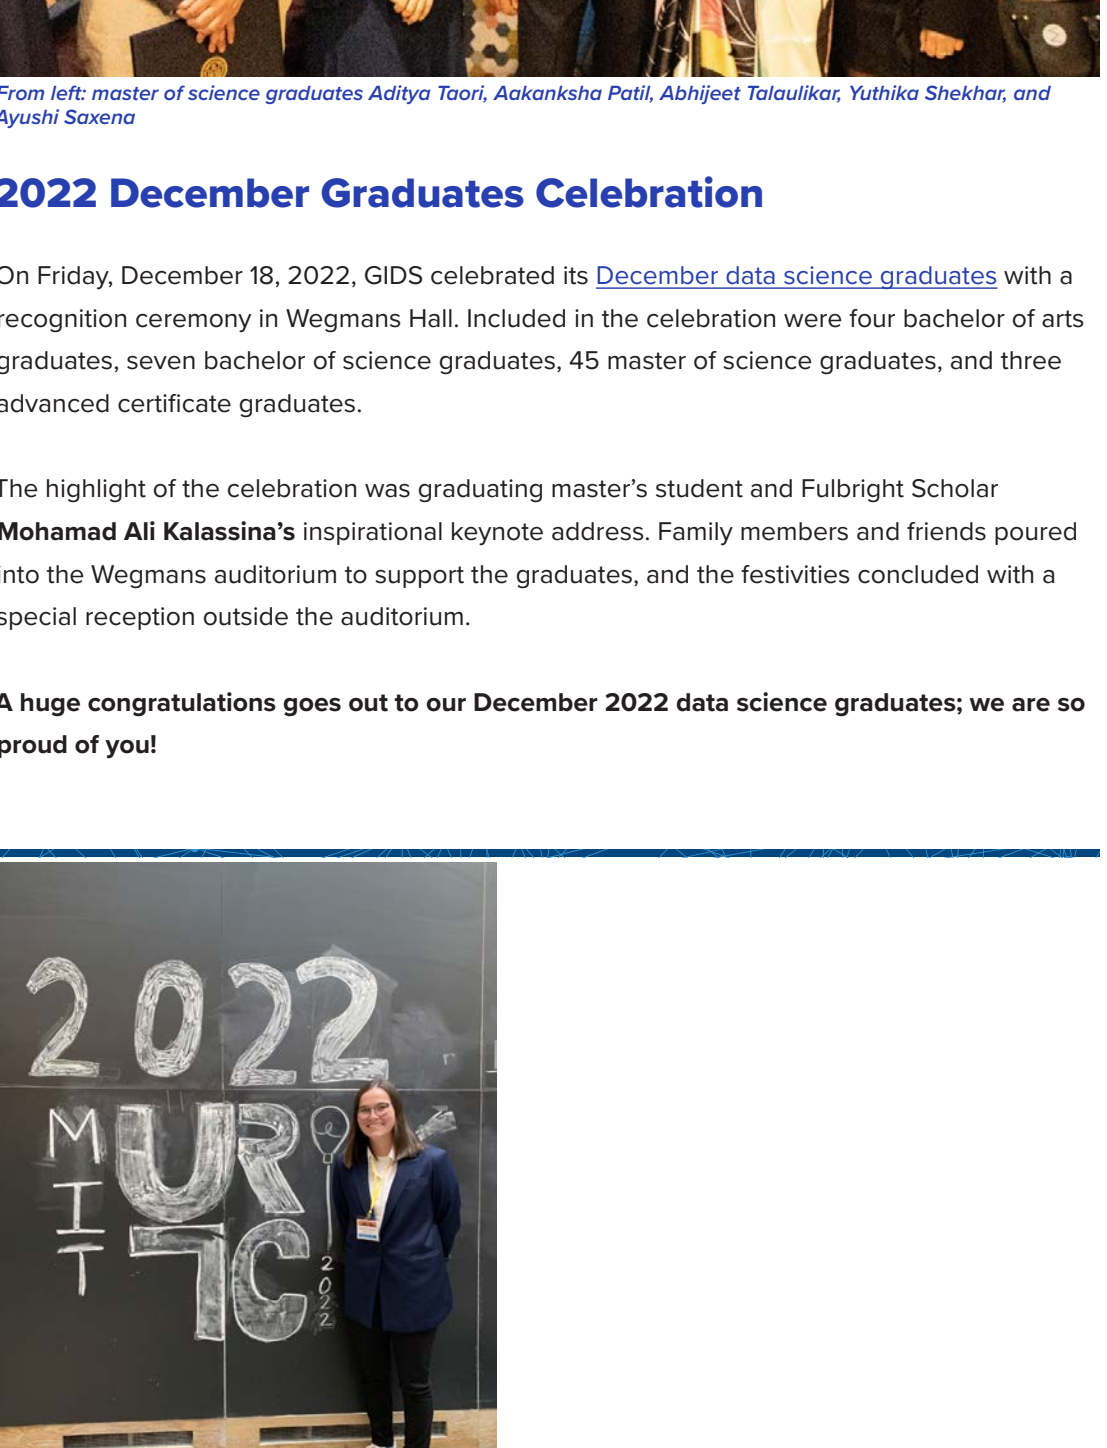 From left: master of science graduates Aditya Taori, Aakanksha Patil, Abhijeet Talaulikar, Yuthika Shekhar, and
Ayushi Saxena
2022 December Graduates Celebration
On Friday, December 18, 2022, GIDS celebrated its December data science graduates with a
recognition ceremony in Wegmans Hall. Included in the celebration were four bachelor of arts
graduates, seven bachelor of science graduates, 45 master of science graduates, and three
advanced certificate graduates.
The highlight of the celebration was graduating master’s student and Fulbright Scholar
Mohamad Ali Kalassina’s inspirational keynote address. Family members and friends poured
into the Wegmans auditorium to support the graduates, and the festivities concluded with a
special reception outside the auditorium.
A huge congratulations goes out to our December 2022 data science graduates; we are so
proud of you!
2022
MIT
UR
TC
2022